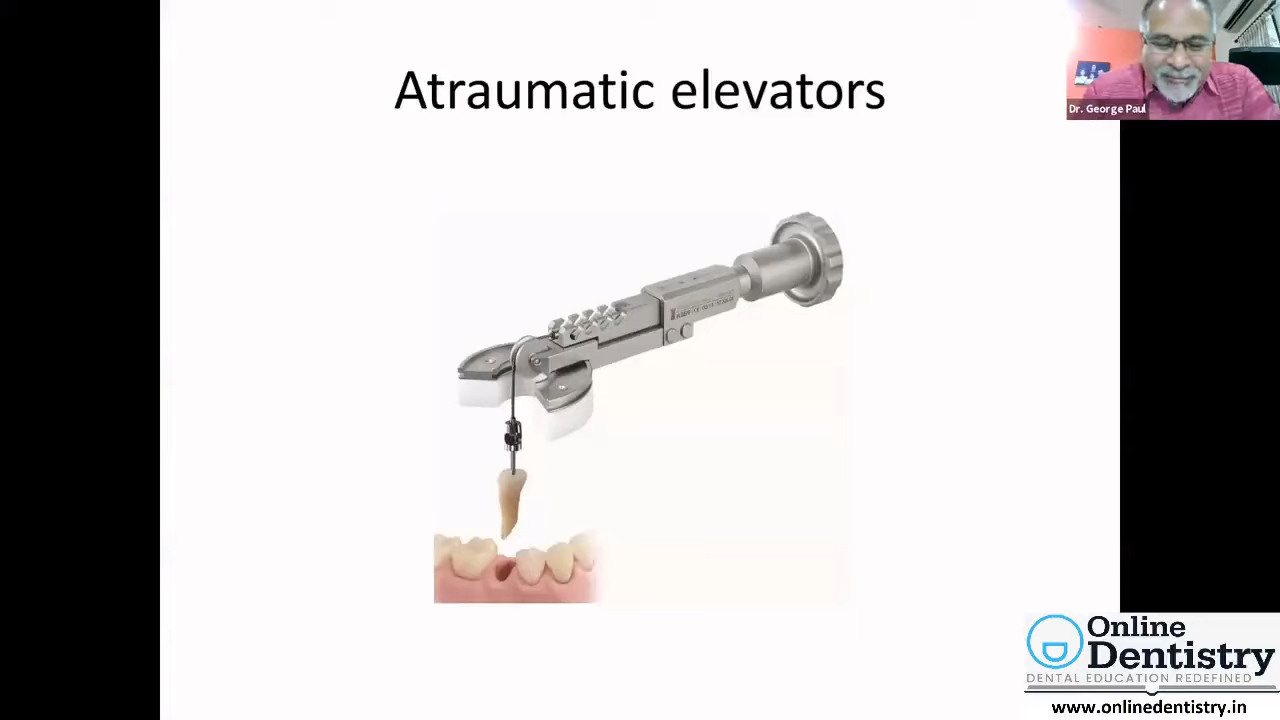 Atraumatic elevators
Dr. George Paul
Online
Dentistry
DENTAL EDUCATION REDEFINED
www.onlinedentistry.in